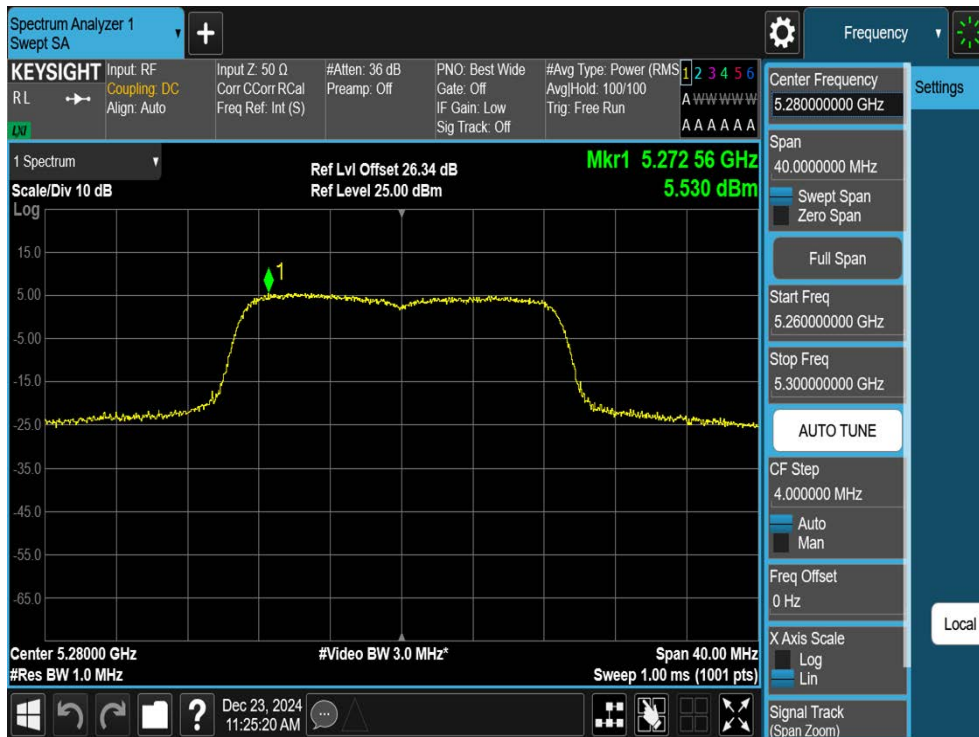 Spectrum Analyzer 1
Swept SA
Frequency
KEYSIGHT
R L
LXI
Input: RF
Coupling: DC
Align: Auto
Input Z: 50 Ω
Corr CCorr RCal
Freq Ref: Int (S)
#Atten: 36 dB
Preamp: Off
PNO: Best Wide
Gate: Off
IF Gain: Low
Sig Track: Off
#Avg Type: Power (RMS
Avg|Hold: 100/100
Trig: Free Run
1 2 3 4 5 6
A W W W W W
A A A A A A
1 Spectrum
Scale/Div 10 dB
Log
Ref Lvl Offset 26.34 dB
Ref Level 25.00 dBm
Mkr1 5.272 56 GHz
5.530 dBm
1
15.0
5.00
-5.00
-15.0
-25.0
-35.0
-45.0
-55.0
-65.0
Center 5.28000 GHz
#Res BW 1.0 MHz
#Video BW 3.0 MHz*
Span 40.00 MHz
Sweep 1.00 ms (1001 pts)
?
Dec 23, 2024
11:25:20 AM
Center Frequency
5.280000000 GHz
Span
40.0000000 MHz
Swept Span
Zero Span
Full Span
Start Freq
5.260000000 GHz
Stop Freq
5.300000000 GHz
AUTO TUNE
CF Step
4.000000 MHz
Auto
Man
Freq Offset
0 Hz
X Axis Scale
Log
Lin
Signal Track
(Span Zoom)
Settings
Local